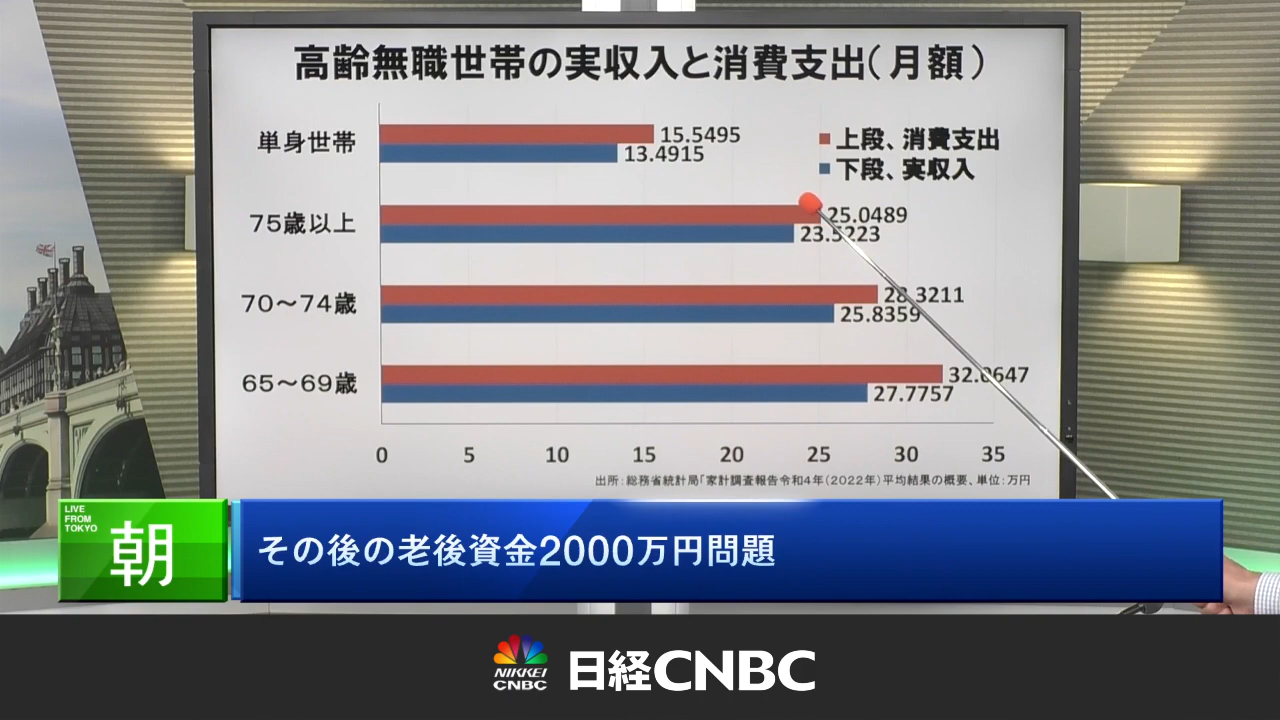 高齢無職世帯の実収入と消費支出（月額）
単身世帯
15.5495
13.4915
上段、消費支出
下段、実収入
75歳以上
25.0489
23.5223
70～74歳
28.3211
25.8359
65～69歳
32.0647
27.7757
0 5 10 15 20 25 30 35
出所：総務省統計局「家計調査報告令和4年（2022年）平均結果の概要、単位：万円
LIVE
FROM
TOKYO
朝
その後の老後資金2000万円問題
NIKKEI
CNBC
日経CNBC